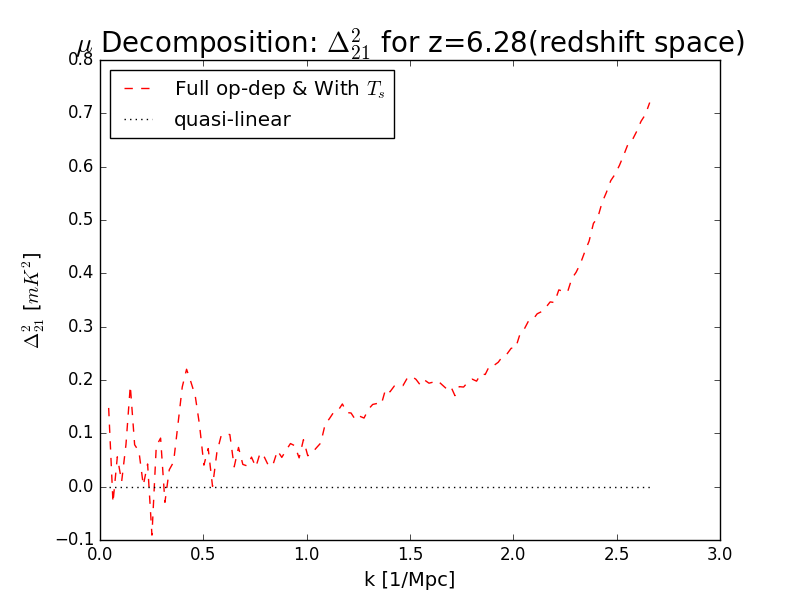 μ Decomposition: Δ²₂₁ for z=6.28(redshift space)
0.8
0.7
0.6
0.5
0.4
0.3
0.2
0.1
0.0
−0.1
Δ²₂₁ [mK²]
Full op-dep & With Tₛ
quasi-linear
0.0 0.5 1.0 1.5 2.0 2.5 3.0
k [1/Mpc]